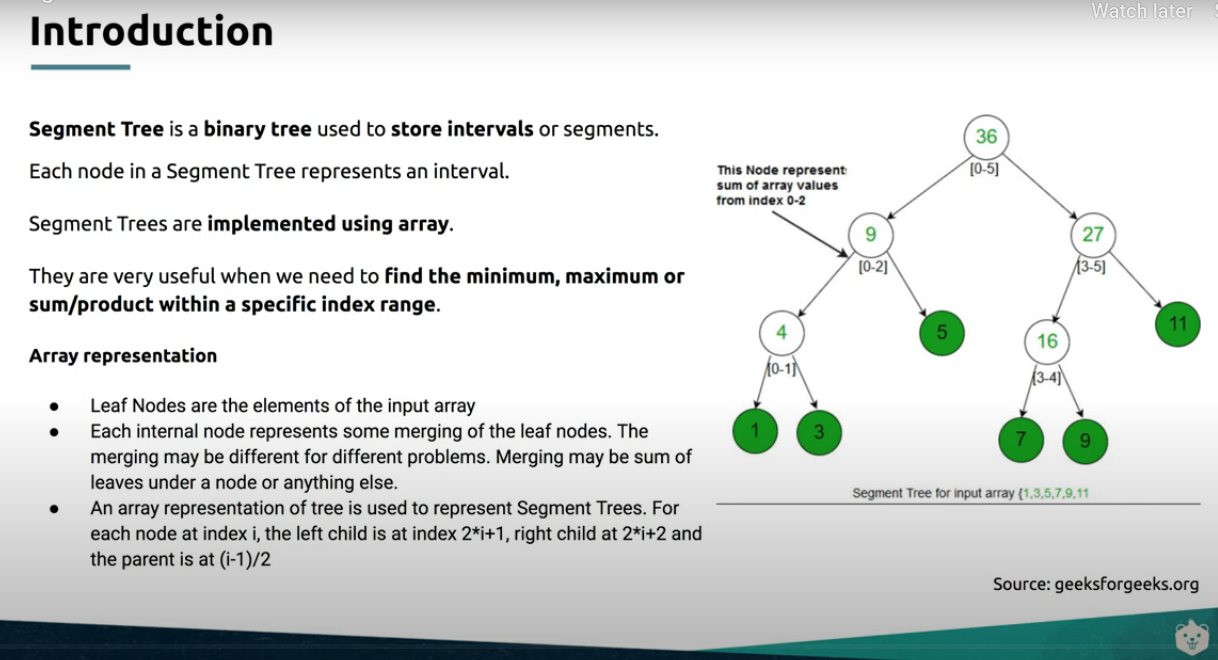 Watch later
Introduction
Segment Tree is a binary tree used to store intervals or segments.
Each node in a Segment Tree represents an interval.
Segment Trees are implemented using array.
They are very useful when we need to find the minimum, maximum or
sum/product within a specific index range.
Array representation
● Leaf Nodes are the elements of the input array
● Each internal node represents some merging of the leaf nodes. The
merging may be different for different problems. Merging may be sum of
leaves under a node or anything else.
● An array representation of tree is used to represent Segment Trees. For
each node at index i, the left child is at index 2*i+1, right child at 2*i+2 and
the parent is at (i-1)/2
This Node represent
sum of array values
from index 0-2
36
[0-5]
9
[0-2]
27
[3-5]
4
[0-1]
5
16
[3-4]
11
1
3
7
9
Segment Tree for input array {1,3,5,7,9,11
Source: geeksforgeeks.org